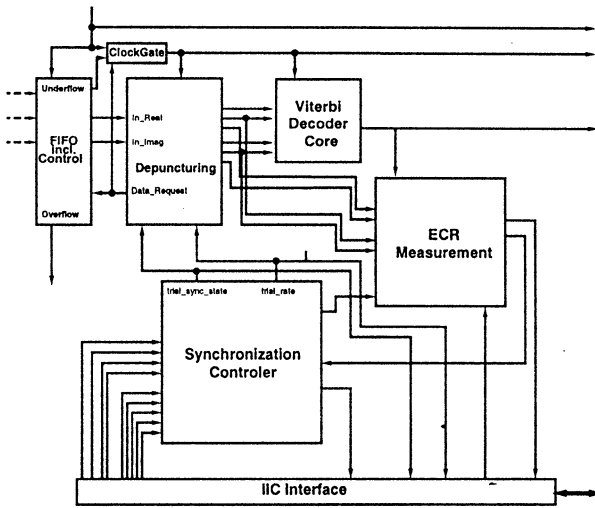 ClockGate
Underflow
FIFO
incl.
Control
Overflow
In_Real
In_Imag
Depuncturing
Data_Request
Viterbi
Decoder
Core
ECR
Measurement
trial_sync_state
trial_rate
Synchronization
Controler
IIC Interface